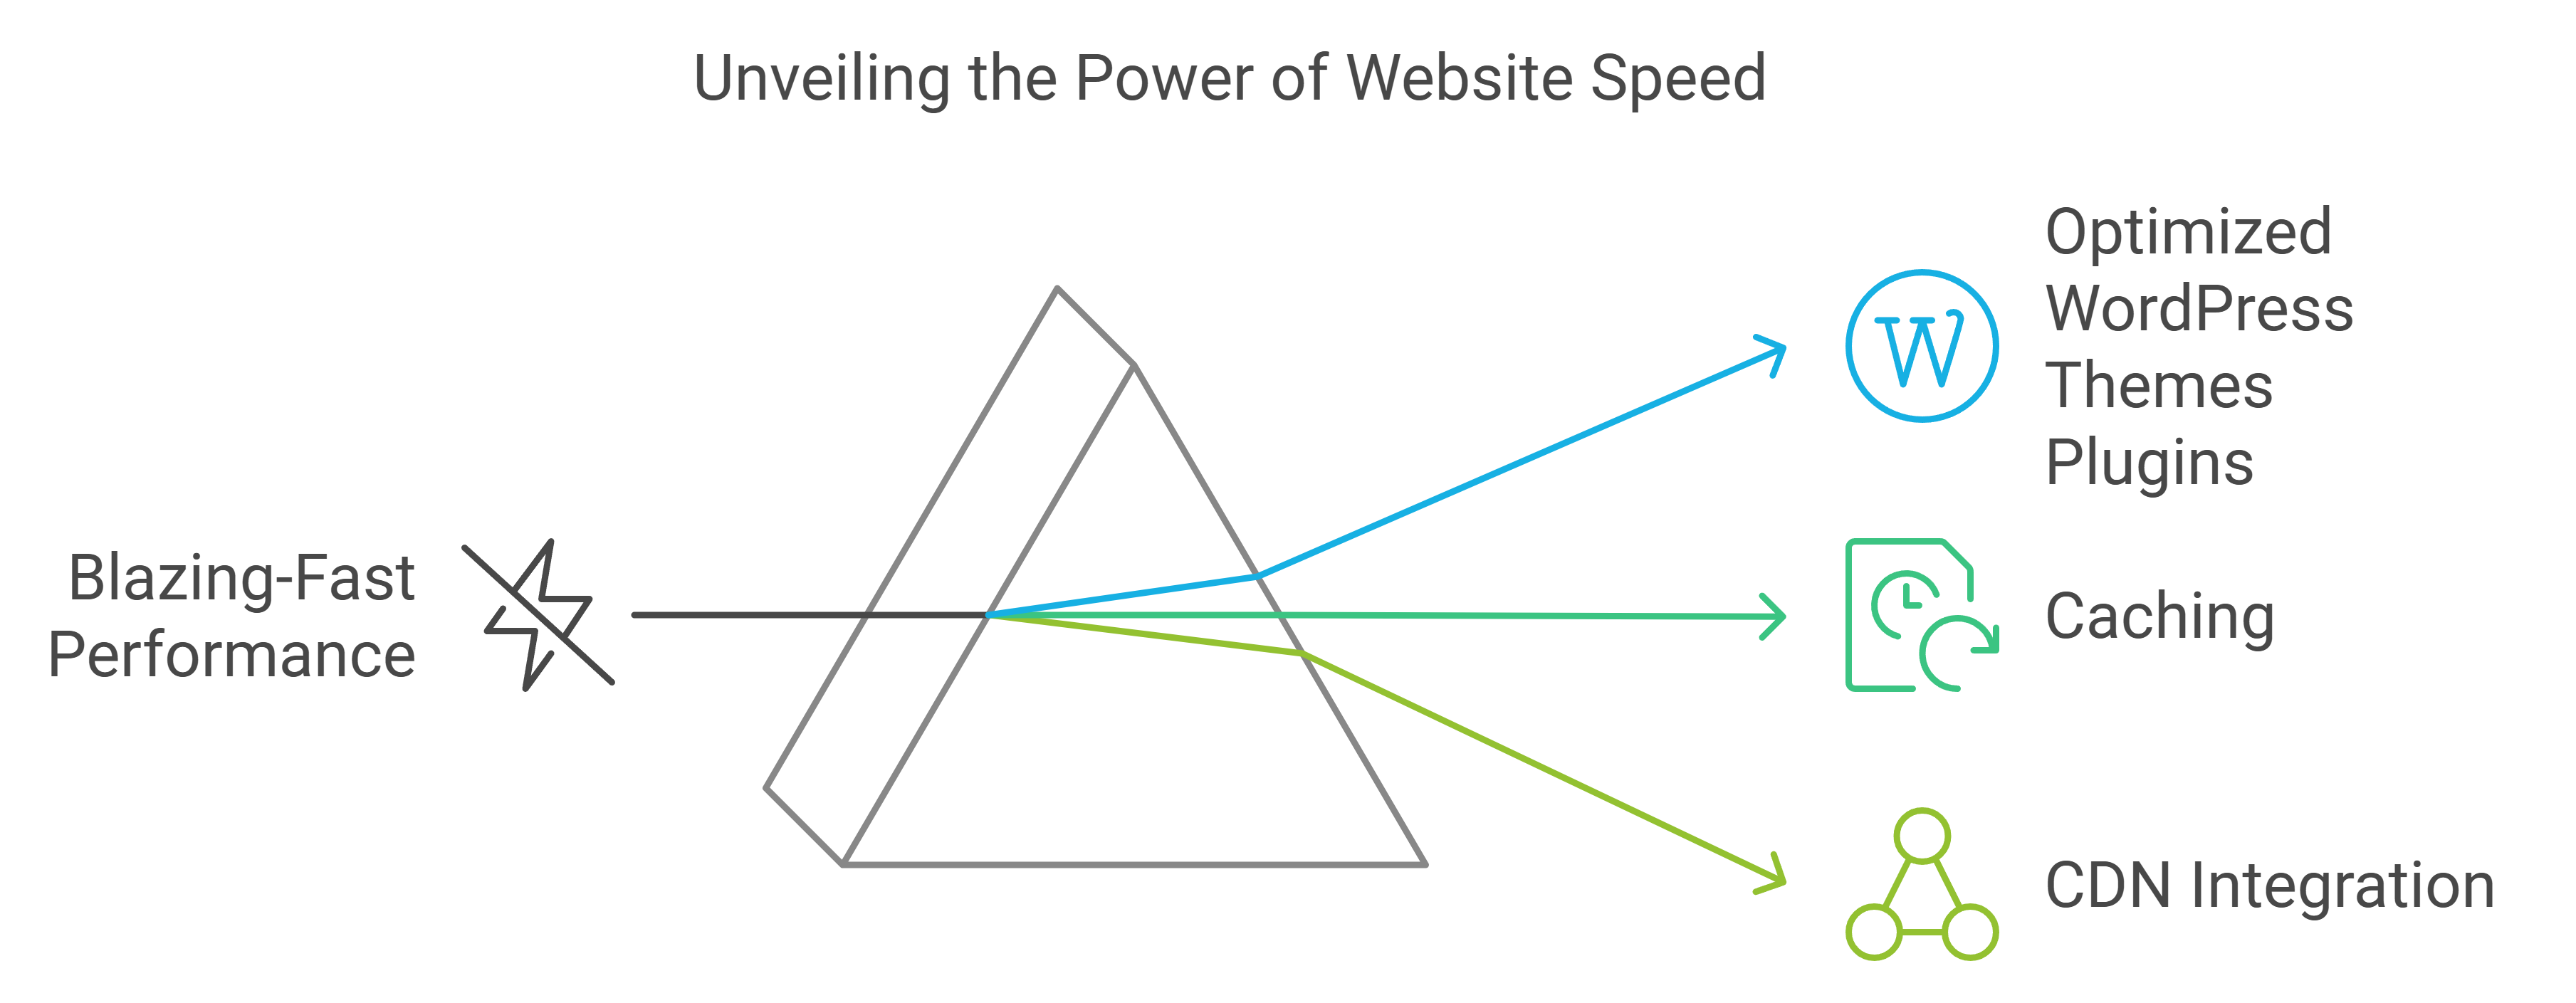 Unveiling the Power of Website Speed
Blazing-Fast
Performance
Optimized
WordPress
Themes
Plugins
Caching
CDN Integration